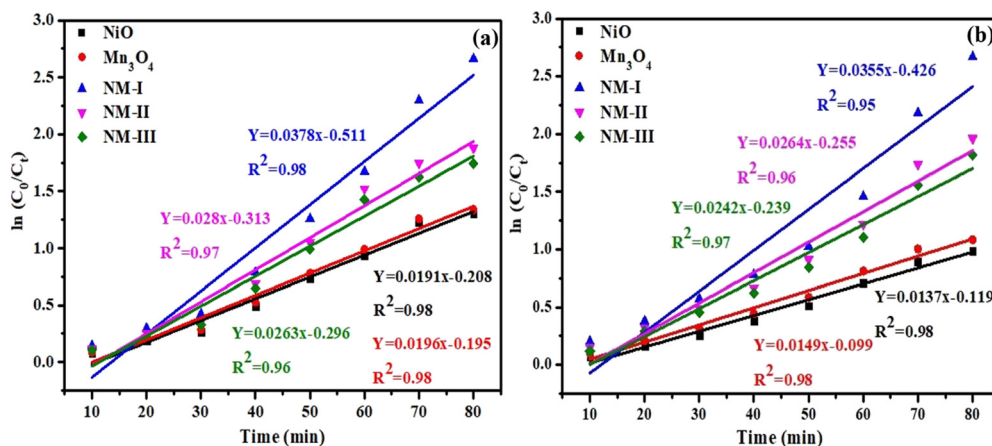 NiO
Mn₃O₄
NM-I
NM-II
NM-III
(a)
Y=0.0378x-0.511
R²=0.98
Y=0.028x-0.313
R²=0.97
Y=0.0191x-0.208
R²=0.98
Y=0.0263x-0.296
R²=0.96
Y=0.0196x-0.195
R²=0.98
3.0
2.5
2.0
1.5
1.0
0.5
0.0
ln (C₀/Cₜ)
10 20 30 40 50 60 70 80
Time (min)
NiO
Mn₃O₄
NM-I
NM-II
NM-III
(b)
Y=0.0355x-0.426
R²=0.95
Y=0.0264x-0.255
R²=0.96
Y=0.0242x-0.239
R²=0.97
Y=0.0137x-0.119
R²=0.98
Y=0.0149x-0.099
R²=0.98
3.0
2.5
2.0
1.5
1.0
0.5
0.0
ln (C₀/Cₜ)
10 20 30 40 50 60 70 80
Time (min)